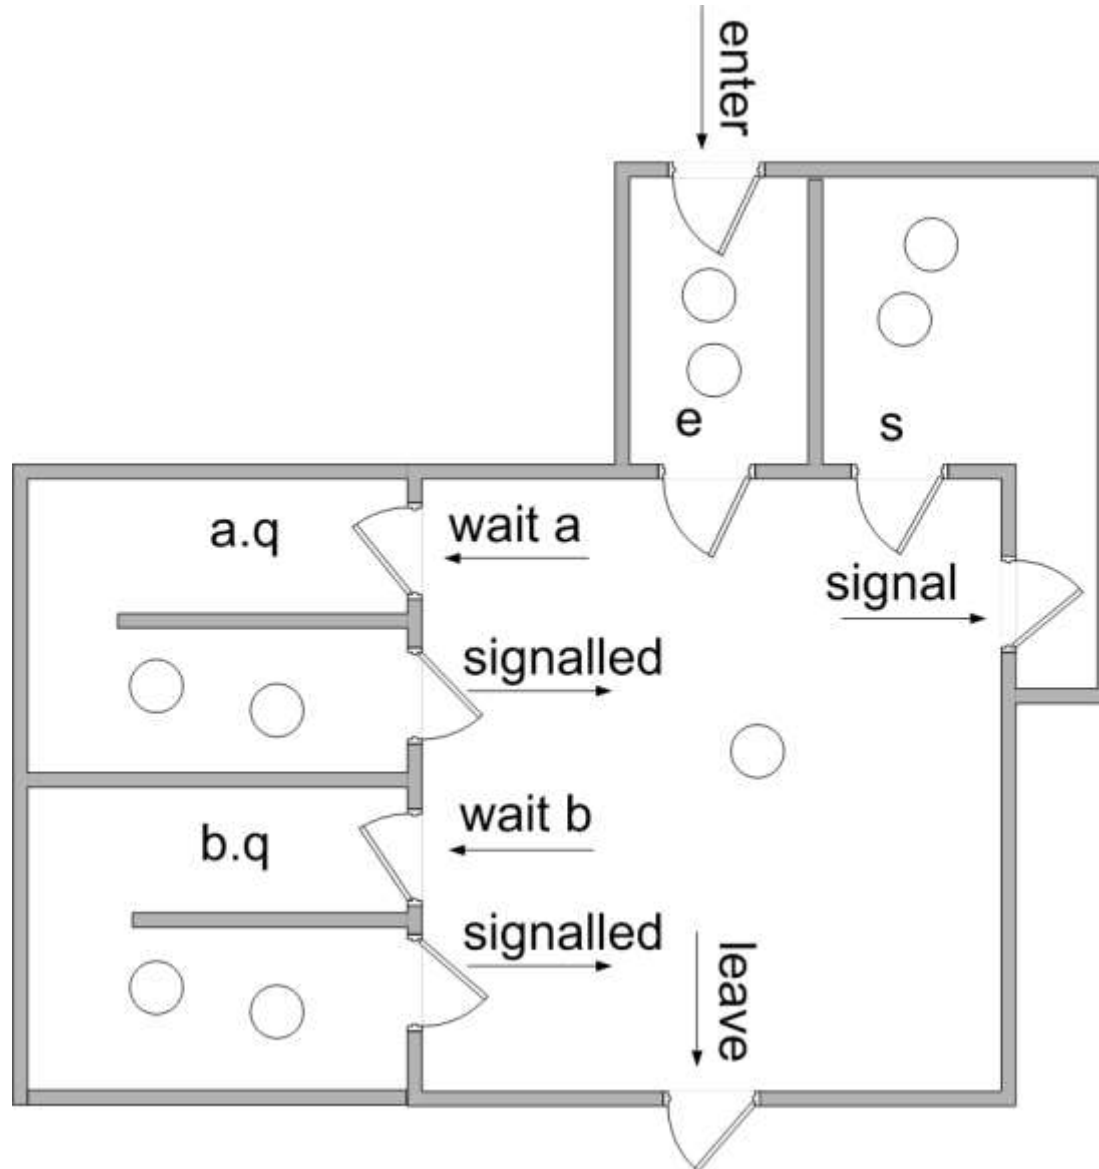 enter
e
s
a.q
wait a
signal
signalled
wait b
b.q
signalled
leave